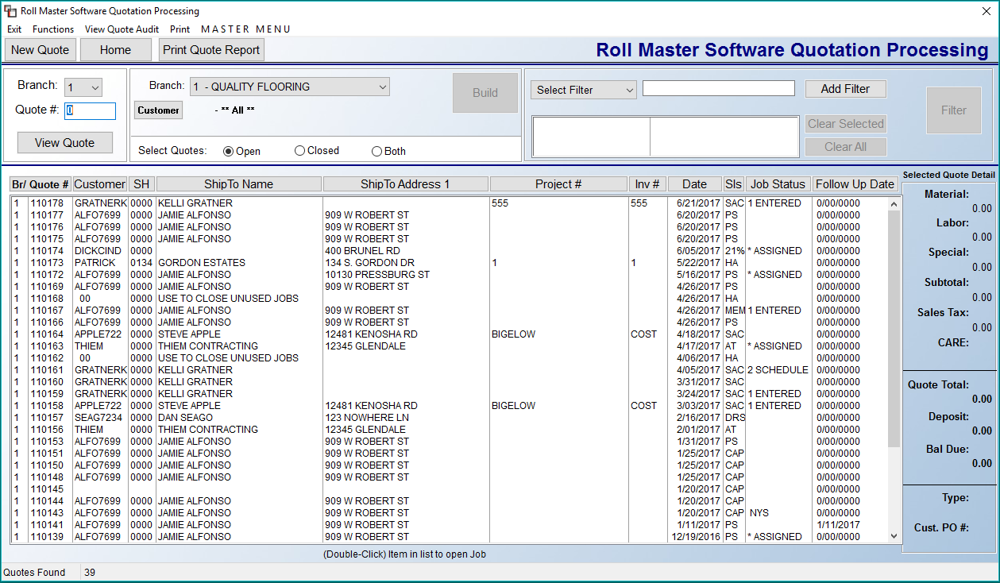 Roll Master Software Quotation Processing
Exit Functions View Quote Audit Print M A S T E R M E N U
New Quote Home Print Quote Report Roll Master Software Quotation Processing
Branch: 1
Quote #: 0
View Quote
Branch: 1 - QUALITY FLOORING
Customer - ** All **
Build
Select Quotes: Open Closed Both
Select Filter Add Filter
Clear Selected
Clear All
Filter
Br/ Quote # Customer SH ShipTo Name ShipTo Address 1 Project # Inv # Date Sls Job Status Follow Up Date
1 110178 GRATNERK 0000 KELLI GRATNER 555 555 6/21/2017 SAC 1 ENTERED 0/00/0000
1 110177 ALFO7699 0000 JAMIE ALFONSO 909 W ROBERT ST 6/20/2017 PS 0/00/0000
1 110176 ALFO7699 0000 JAMIE ALFONSO 909 W ROBERT ST 6/20/2017 PS 0/00/0000
1 110175 ALFO7699 0000 JAMIE ALFONSO 909 W ROBERT ST 6/20/2017 PS 0/00/0000
1 110174 DICKCIND 0000 400 BRUNEL RD 6/05/2017 21% * ASSIGNED 0/00/0000
1 110173 PATRICK 0134 GORDON ESTATES 134 S. GORDON DR 1 1 5/22/2017 HA 0/00/0000
1 110172 ALFO7699 0000 JAMIE ALFONSO 10130 PRESSBURG ST 5/16/2017 PS * ASSIGNED 0/00/0000
1 110169 ALFO7699 0000 JAMIE ALFONSO 909 W ROBERT ST 4/26/2017 PS 0/00/0000
1 110168 00 0000 USE TO CLOSE UNUSED JOBS 4/26/2017 HA 0/00/0000
1 110167 ALFO7699 0000 JAMIE ALFONSO 909 W ROBERT ST 4/26/2017 MEM 1 ENTERED 0/00/0000
1 110166 ALFO7699 0000 JAMIE ALFONSO 909 W ROBERT ST 4/26/2017 PS 0/00/0000
1 110164 APPLE722 0000 STEVE APPLE 12481 KENOSHA RD BIGELOW COST 4/18/2017 SAC 0/00/0000
1 110163 THIEM 0000 THIEM CONTRACTING 12345 GLENDALE 4/17/2017 AT * ASSIGNED 0/00/0000
1 110162 00 0000 USE TO CLOSE UNUSED JOBS 4/06/2017 HA 0/00/0000
1 110161 GRATNERK 0000 KELLI GRATNER 4/05/2017 SAC 2 SCHEDULE 0/00/0000
1 110160 GRATNERK 0000 KELLI GRATNER 3/31/2017 SAC 0/00/0000
1 110159 GRATNERK 0000 KELLI GRATNER 3/24/2017 SAC 1 ENTERED 0/00/0000
1 110158 APPLE722 0000 STEVE APPLE 12481 KENOSHA RD BIGELOW COST 3/03/2017 SAC 1 ENTERED 0/00/0000
1 110157 SEAG7234 0000 DAN SEAGO 123 NOWHERE LN 2/16/2017 DRS 0/00/0000
1 110156 THIEM 0000 THIEM CONTRACTING 12345 GLENDALE 2/01/2017 AT 0/00/0000
1 110153 ALFO7699 0000 JAMIE ALFONSO 909 W ROBERT ST 1/31/2017 PS 0/00/0000
1 110151 ALFO7699 0000 JAMIE ALFONSO 909 W ROBERT ST 1/25/2017 CAP 0/00/0000
1 110150 ALFO7699 0000 JAMIE ALFONSO 909 W ROBERT ST 1/25/2017 CAP 0/00/0000
1 110148 ALFO7699 0000 JAMIE ALFONSO 909 W ROBERT ST 1/25/2017 CAP 0/00/0000
1 110145 1/20/2017 CAP 0/00/0000
1 110144 ALFO7699 0000 JAMIE ALFONSO 909 W ROBERT ST 1/20/2017 CAP 0/00/0000
1 110143 ALFO7699 0000 JAMIE ALFONSO 909 W ROBERT ST 1/20/2017 CAP NYS 0/00/0000
1 110141 ALFO7699 0000 JAMIE ALFONSO 909 W ROBERT ST 1/11/2017 PS 1/11/2017
1 110139 ALFO7699 0000 JAMIE ALFONSO 909 W ROBERT ST 12/19/2016 PS * ASSIGNED 0/00/0000
Selected Quote Detail
Material:
0.00
Labor:
0.00
Special:
0.00
Subtotal:
0.00
Sales Tax:
0.00
CARE:
Quote Total:
0.00
Deposit:
0.00
Bal Due:
0.00
Type:
Cust. PO #:
(Double-Click) Item in list to open Job
Quotes Found 39